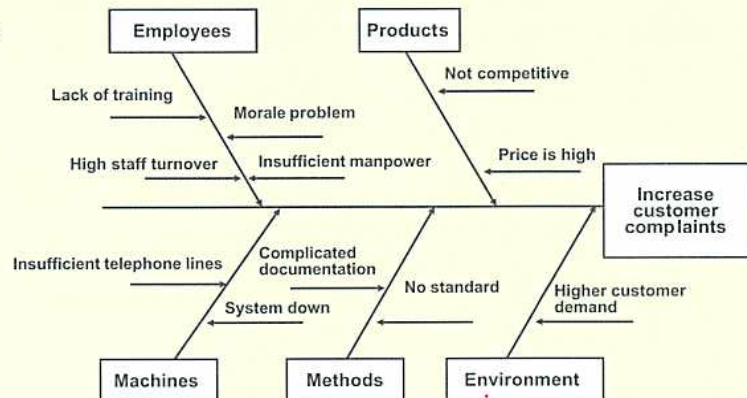 Employees
Products
Not competitive
Lack of training
Morale problem
High staff turnover
Insufficient manpower
Price is high
Increase
customer
complaints
Insufficient telephone lines
Complicated
documentation
No standard
System down
Higher customer
demand
Machines
Methods
Environment